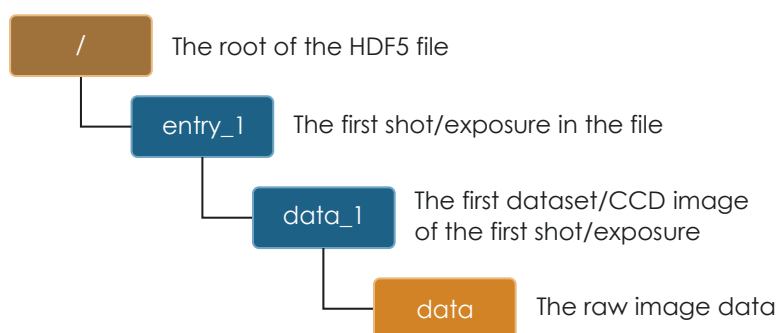 /
The root of the HDF5 file
entry_1
The first shot/exposure in the file
data_1
The first dataset/CCD image
of the first shot/exposure
data
The raw image data